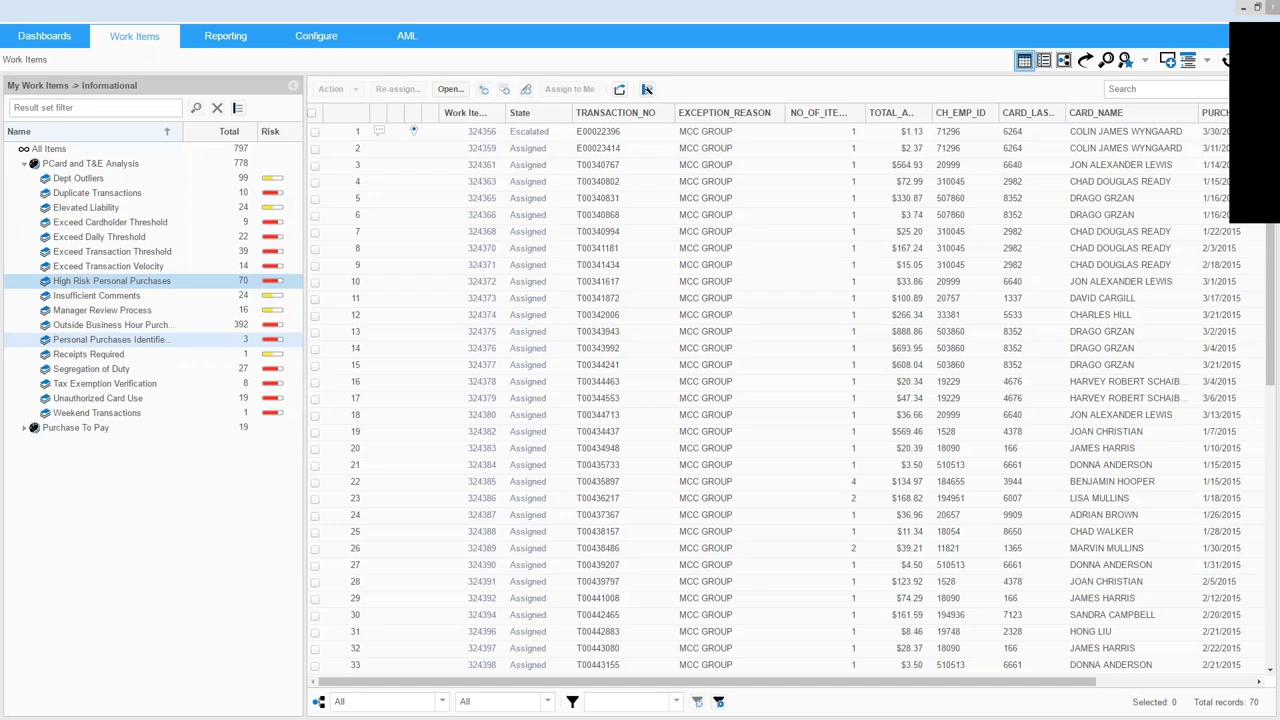 Dashboards Work Items Reporting Configure AML
Work Items
My Work Items -> Informational
Action Re-assign... Open... Assign to Me Search
Result set filter
Name Total Risk
All Items 797
PCard and T&E Analysis 778
Dept Outliers 99
Duplicate Transactions 10
Elevated Liability 24
Exceed Cardholder Threshold 9
Exceed Daily Threshold 22
Exceed Transaction Threshold 39
Exceed Transaction Velocity 14
High Risk Personal Purchases 70
Insufficient Comments 24
Manager Review Process 16
Outside Business Hour Purch... 392
Personal Purchases Identifie... 3
Receipts Required 1
Segregation of Duty 27
Tax Exemption Verification 8
Unauthorized Card Use 19
Weekend Transactions 1
Purchase To Pay 19
Work Ite... State TRANSACTION_NO EXCEPTION_REASON NO_OF_ITE... TOTAL_A... CH_EMP_ID CARD_LAS... CARD_NAME PURCH
1 324356 Escalated E00022396 MCC GROUP 1 $1.13 71296 6264 COLIN JAMES WYNGAARD 3/30/20
2 324359 Assigned E00023414 MCC GROUP 1 $2.37 71296 6264 COLIN JAMES WYNGAARD 3/11/20
3 324361 Assigned T00340767 MCC GROUP 1 $564.93 20999 6640 JON ALEXANDER LEWIS 1/14/20
4 324363 Assigned T00340802 MCC GROUP 1 $72.99 310045 2982 CHAD DOUGLAS READY 1/15/20
5 324365 Assigned T00340831 MCC GROUP 1 $330.87 507860 8352 DRAGO GRZAN 1/16/20
6 324366 Assigned T00340868 MCC GROUP 1 $3.74 507860 8352 DRAGO GRZAN 1/16/20
7 324368 Assigned T00340994 MCC GROUP 1 $25.20 310045 2982 CHAD DOUGLAS READY 1/22/2015
8 324370 Assigned T00341181 MCC GROUP 1 $167.24 310045 2982 CHAD DOUGLAS READY 2/3/2015
9 324371 Assigned T00341434 MCC GROUP 1 $15.05 310045 2982 CHAD DOUGLAS READY 2/18/2015
10 324372 Assigned T00341617 MCC GROUP 1 $33.86 20999 6640 JON ALEXANDER LEWIS 3/1/2015
11 324373 Assigned T00341872 MCC GROUP 1 $100.89 20757 1337 DAVID CARGILL 3/17/2015
12 324374 Assigned T00342006 MCC GROUP 1 $266.34 33381 5533 CHARLES HILL 3/21/2015
13 324375 Assigned T00343943 MCC GROUP 1 $888.86 503860 8352 DRAGO GRZAN 3/2/2015
14 324376 Assigned T00343992 MCC GROUP 1 $693.95 503860 8352 DRAGO GRZAN 3/4/2015
15 324377 Assigned T00344241 MCC GROUP 1 $608.04 503860 8352 DRAGO GRZAN 3/21/2015
16 324378 Assigned T00344463 MCC GROUP 1 $20.34 19229 4676 HARVEY ROBERT SCHAIB... 3/4/2015
17 324379 Assigned T00344553 MCC GROUP 1 $47.34 19229 4676 HARVEY ROBERT SCHAIB... 3/6/2015
18 324380 Assigned T00344713 MCC GROUP 1 $36.66 20999 6640 JON ALEXANDER LEWIS 3/13/2015
19 324382 Assigned T00434437 MCC GROUP 1 $569.46 1528 4378 JOAN CHRISTIAN 1/7/2015
20 324383 Assigned T00434948 MCC GROUP 1 $20.39 18090 166 JAMES HARRIS 1/10/2015
21 324384 Assigned T00435733 MCC GROUP 1 $3.50 510513 6661 DONNA ANDERSON 1/15/2015
22 324385 Assigned T00435897 MCC GROUP 4 $134.97 184655 3944 BENJAMIN HOOPER 1/15/2015
23 324386 Assigned T00436217 MCC GROUP 2 $168.82 194951 6007 LISA MULLINS 1/18/2015
24 324387 Assigned T00437367 MCC GROUP 1 $36.96 20657 9909 ADRIAN BROWN 1/26/2015
25 324388 Assigned T00438157 MCC GROUP 1 $11.34 18054 8650 CHAD WALKER 1/28/2015
26 324389 Assigned T00438486 MCC GROUP 2 $39.21 11821 1365 MARVIN MULLINS 1/30/2015
27 324390 Assigned T00439207 MCC GROUP 1 $4.50 510513 6661 DONNA ANDERSON 1/31/2015
28 324391 Assigned T00439797 MCC GROUP 1 $123.92 1528 4378 JOAN CHRISTIAN 2/5/2015
29 324392 Assigned T00441008 MCC GROUP 1 $74.29 18090 166 JAMES HARRIS 2/12/2015
30 324394 Assigned T00442465 MCC GROUP 1 $161.59 194936 7123 SANDRA CAMPBELL 2/20/2015
31 324396 Assigned T00442883 MCC GROUP 1 $8.46 19748 2328 HONG LIU 2/21/2015
32 324397 Assigned T00443080 MCC GROUP 1 $28.37 18090 166 JAMES HARRIS 2/22/2015
33 324398 Assigned T00443155 MCC GROUP 1 $3.50 510513 6661 DONNA ANDERSON 2/21/2015
All All Selected: 0 Total records: 70